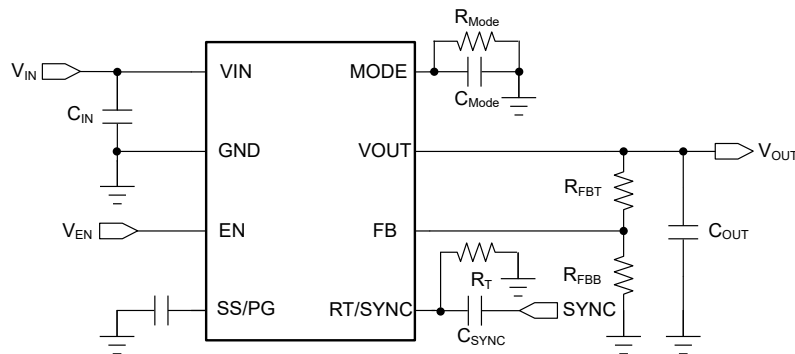 R_Mode
V_IN
VIN
MODE
C_IN
C_Mode
GND
VOUT
V_OUT
R_FBT
V_EN
EN
FB
C_OUT
R_T
R_FBB
SS/PG
RT/SYNC
SYNC
C_SYNC